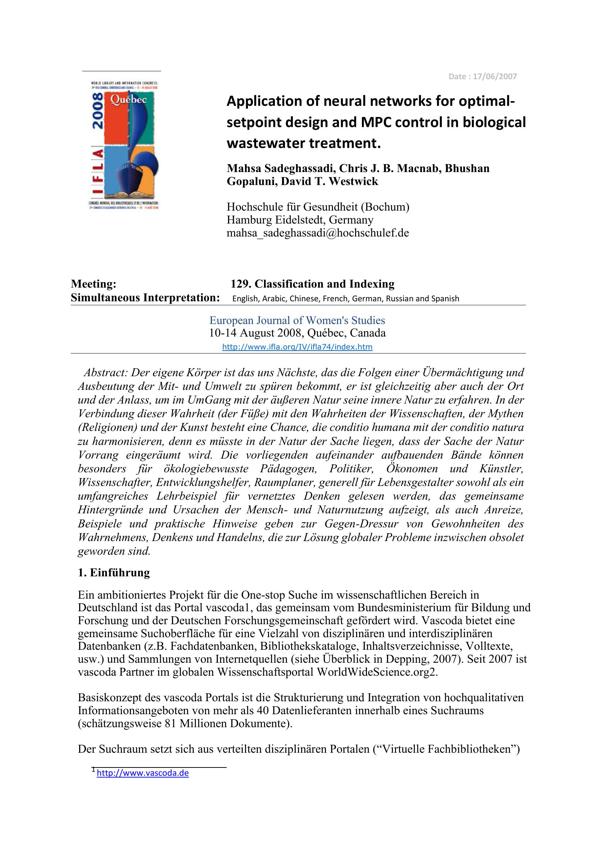 Date : 17/06/2007
WORLD LIBRARY AND INFORMATION CONGRESS:
2008
Québec
IFLA
Application of neural networks for optimal-
setpoint design and MPC control in biological
wastewater treatment.
Mahsa Sadeghassadi, Chris J. B. Macnab, Bhushan
Gopaluni, David T. Westwick
Hochschule für Gesundheit (Bochum)
Hamburg Eidelstedt, Germany
mahsa_sadeghassadi@hochschulef.de
Meeting: 129. Classification and Indexing
Simultaneous Interpretation: English, Arabic, Chinese, French, German, Russian and Spanish
European Journal of Women's Studies
10-14 August 2008, Québec, Canada
http://www.ifla.org/IV/ifla74/index.htm
Abstract: Der eigene Körper ist das uns Nächste, das die Folgen einer Übermächtigung und
Ausbeutung der Mit- und Umwelt zu spüren bekommt, er ist gleichzeitig aber auch der Ort
und der Anlass, um im UmGang mit der äußeren Natur seine innere Natur zu erfahren. In der
Verbindung dieser Wahrheit (der Füße) mit den Wahrheiten der Wissenschaften, der Mythen
(Religionen) und der Kunst besteht eine Chance, die conditio humana mit der conditio natura
zu harmonisieren, denn es müsste in der Natur der Sache liegen, dass der Sache der Natur
Vorrang eingeräumt wird. Die vorliegenden aufeinander aufbauenden Bände können
besonders für ökologiebewusste Pädagogen, Politiker, Ökonomen und Künstler,
Wissenschafter, Entwicklungshelfer, Raumplaner, generell für Lebensgestalter sowohl als ein
umfangreiches Lehrbeispiel für vernetztes Denken gelesen werden, das gemeinsame
Hintergründe und Ursachen der Mensch- und Naturnutzung aufzeigt, als auch Anreize,
Beispiele und praktische Hinweise geben zur Gegen-Dressur von Gewohnheiten des
Wahrnehmens, Denkens und Handelns, die zur Lösung globaler Probleme inzwischen obsolet
geworden sind.
1. Einführung
Ein ambitioniertes Projekt für die One-stop Suche im wissenschaftlichen Bereich in
Deutschland ist das Portal vascoda1, das gemeinsam vom Bundesministerium für Bildung und
Forschung und der Deutschen Forschungsgemeinschaft gefördert wird. Vascoda bietet eine
gemeinsame Suchoberfläche für eine Vielzahl von disziplinären und interdisziplinären
Datenbanken (z.B. Fachdatenbanken, Bibliothekskataloge, Inhaltsverzeichnisse, Volltexte,
usw.) und Sammlungen von Internetquellen (siehe Überblick in Depping, 2007). Seit 2007 ist
vascoda Partner im globalen Wissenschaftsportal WorldWideScience.org2.
Basiskonzept des vascoda Portals ist die Strukturierung und Integration von hochqualitativen
Informationsangeboten von mehr als 40 Datenlieferanten innerhalb eines Suchraums
(schätzungsweise 81 Millionen Dokumente).
Der Suchraum setzt sich aus verteilten disziplinären Portalen (“Virtuelle Fachbibliotheken”)
1 http://www.vascoda.de